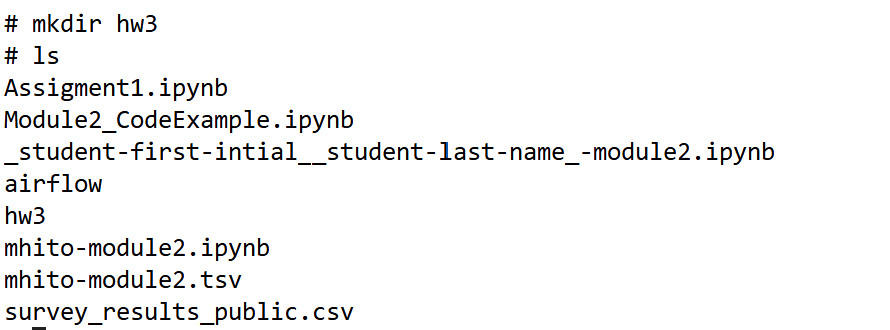 # mkdir hw3
# ls
Assigment1.ipynb
Module2_CodeExample.ipynb
_student-first-intial__student-last-name_-module2.ipynb
airflow
hw3
mhito-module2.ipynb
mhito-module2.tsv
survey_results_public.csv